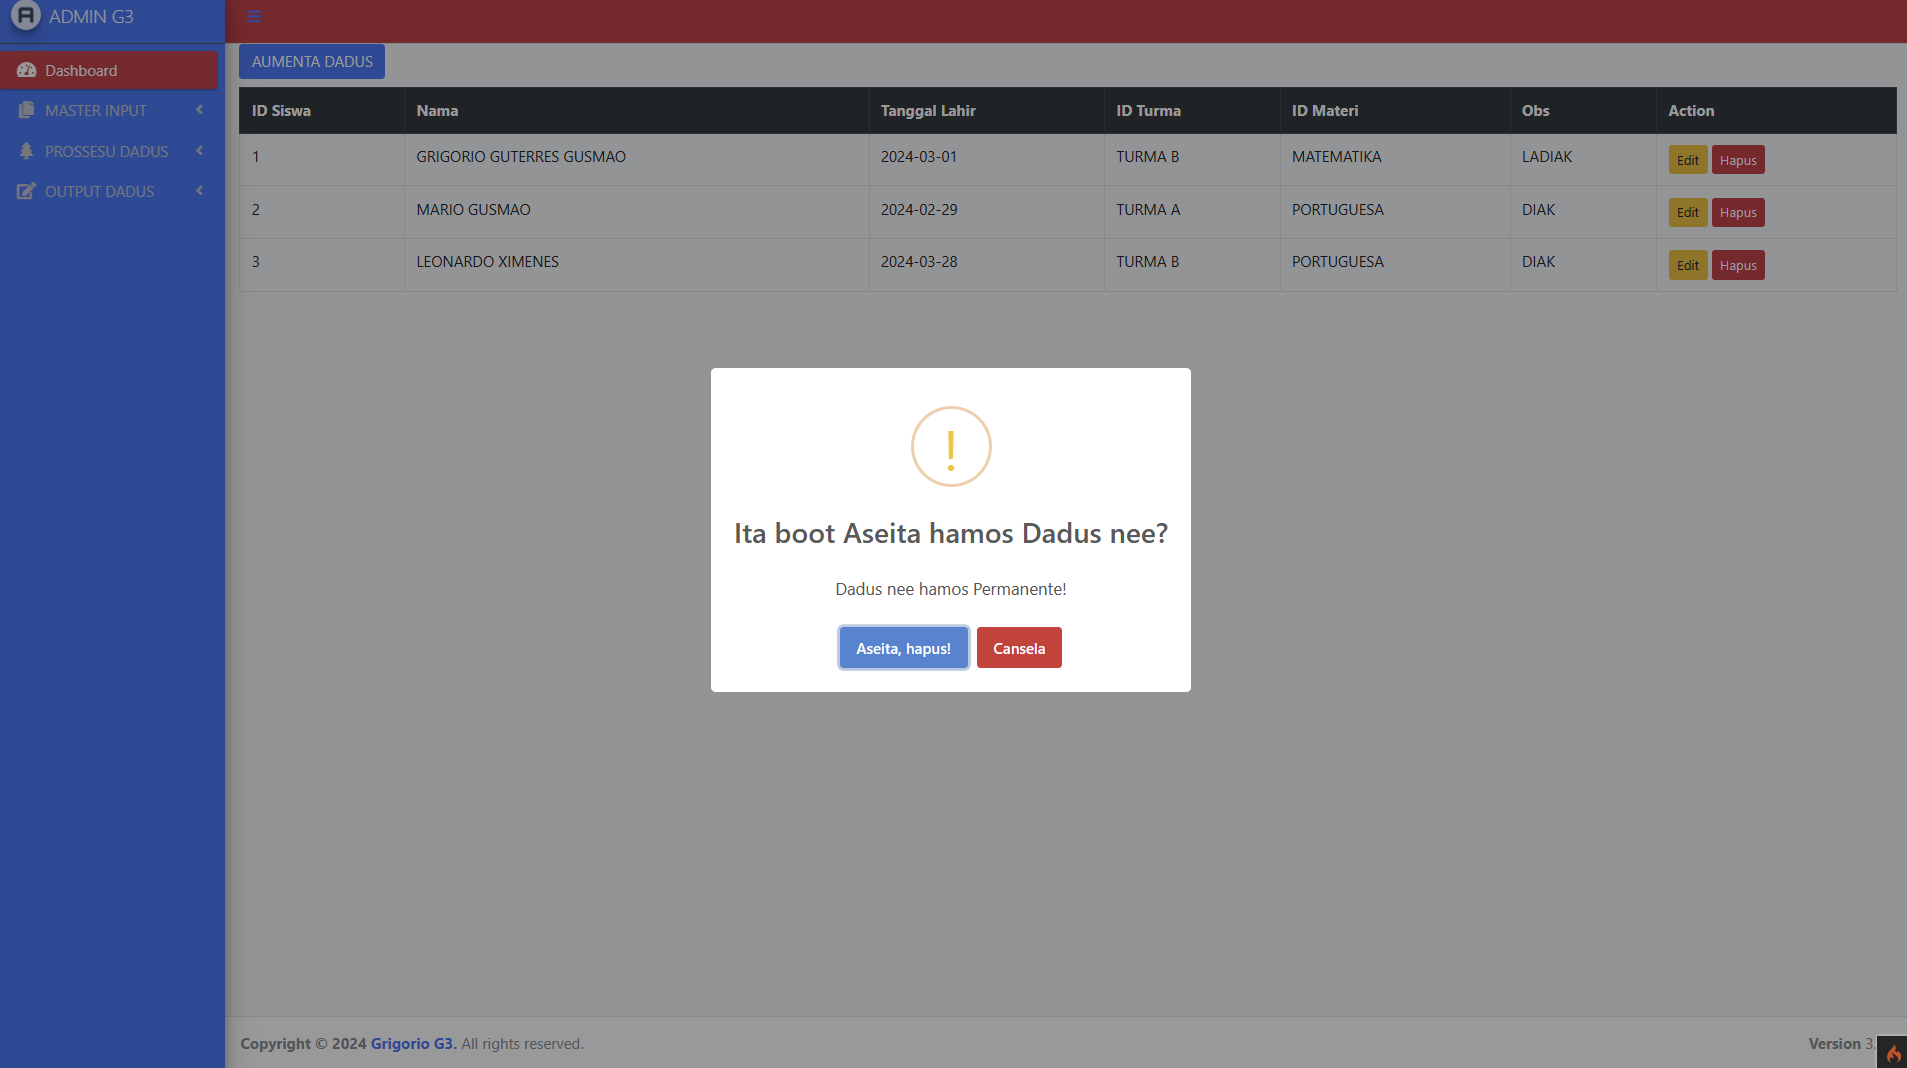 ADMIN G3
Dashboard
MASTER INPUT
PROSSESU DADUS
OUTPUT DADUS
AUMENTA DADUS
ID Siswa Nama Tanggal Lahir ID Turma ID Materi Obs Action
1 GRIGORIO GUTERRES GUSMAO 2024-03-01 TURMA B MATEMATIKA LADIAK Edit Hapus
2 MARIO GUSMAO 2024-02-29 TURMA A PORTUGUESA DIAK Edit Hapus
3 LEONARDO XIMENES 2024-03-28 TURMA B PORTUGUESA DIAK Edit Hapus
!
Ita boot Aseita hamos Dadus nee?
Dadus nee hamos Permanente!
Aseita, hapus! Cansela
Copyright © 2024 Grigorio G3. All rights reserved. Version 3.